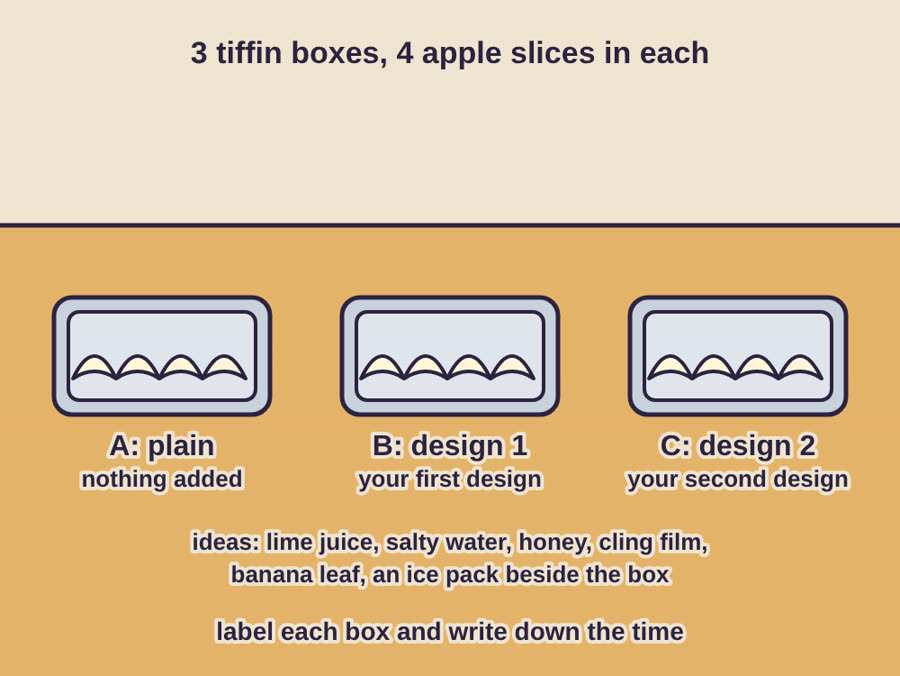 3 tiffin boxes, 4 apple slices in each
A: plain
nothing added
B: design 1
your first design
C: design 2
your second design
ideas: lime juice, salty water, honey, cling film,
banana leaf, an ice pack beside the box
label each box and write down the time